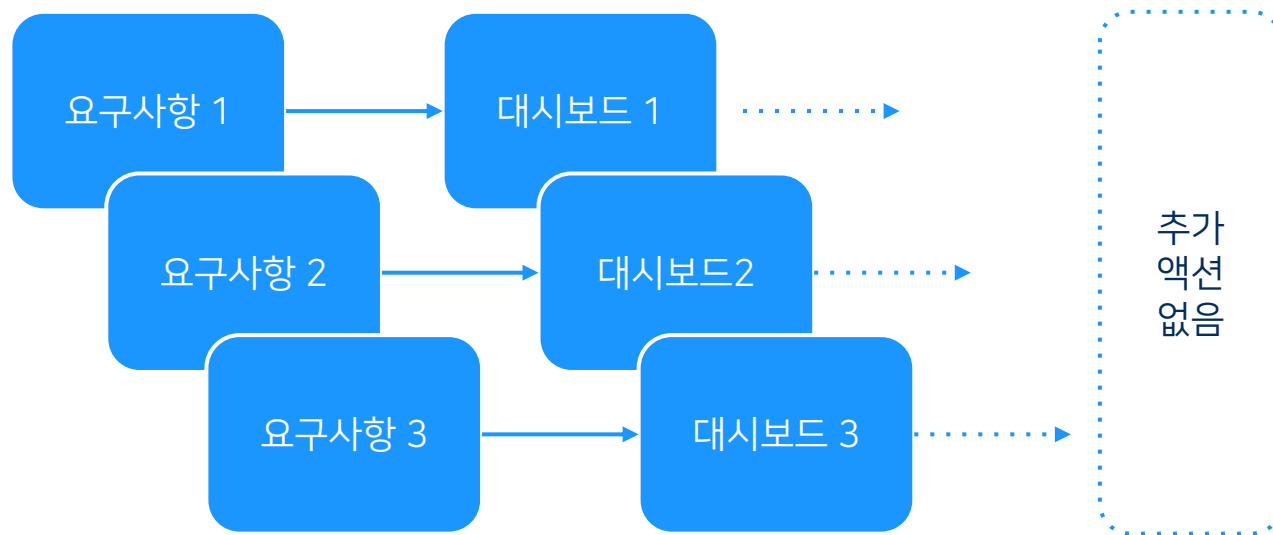 요구사항 1
대시보드 1
요구사항 2
대시보드2
요구사항 3
대시보드 3
추가
액션
없음